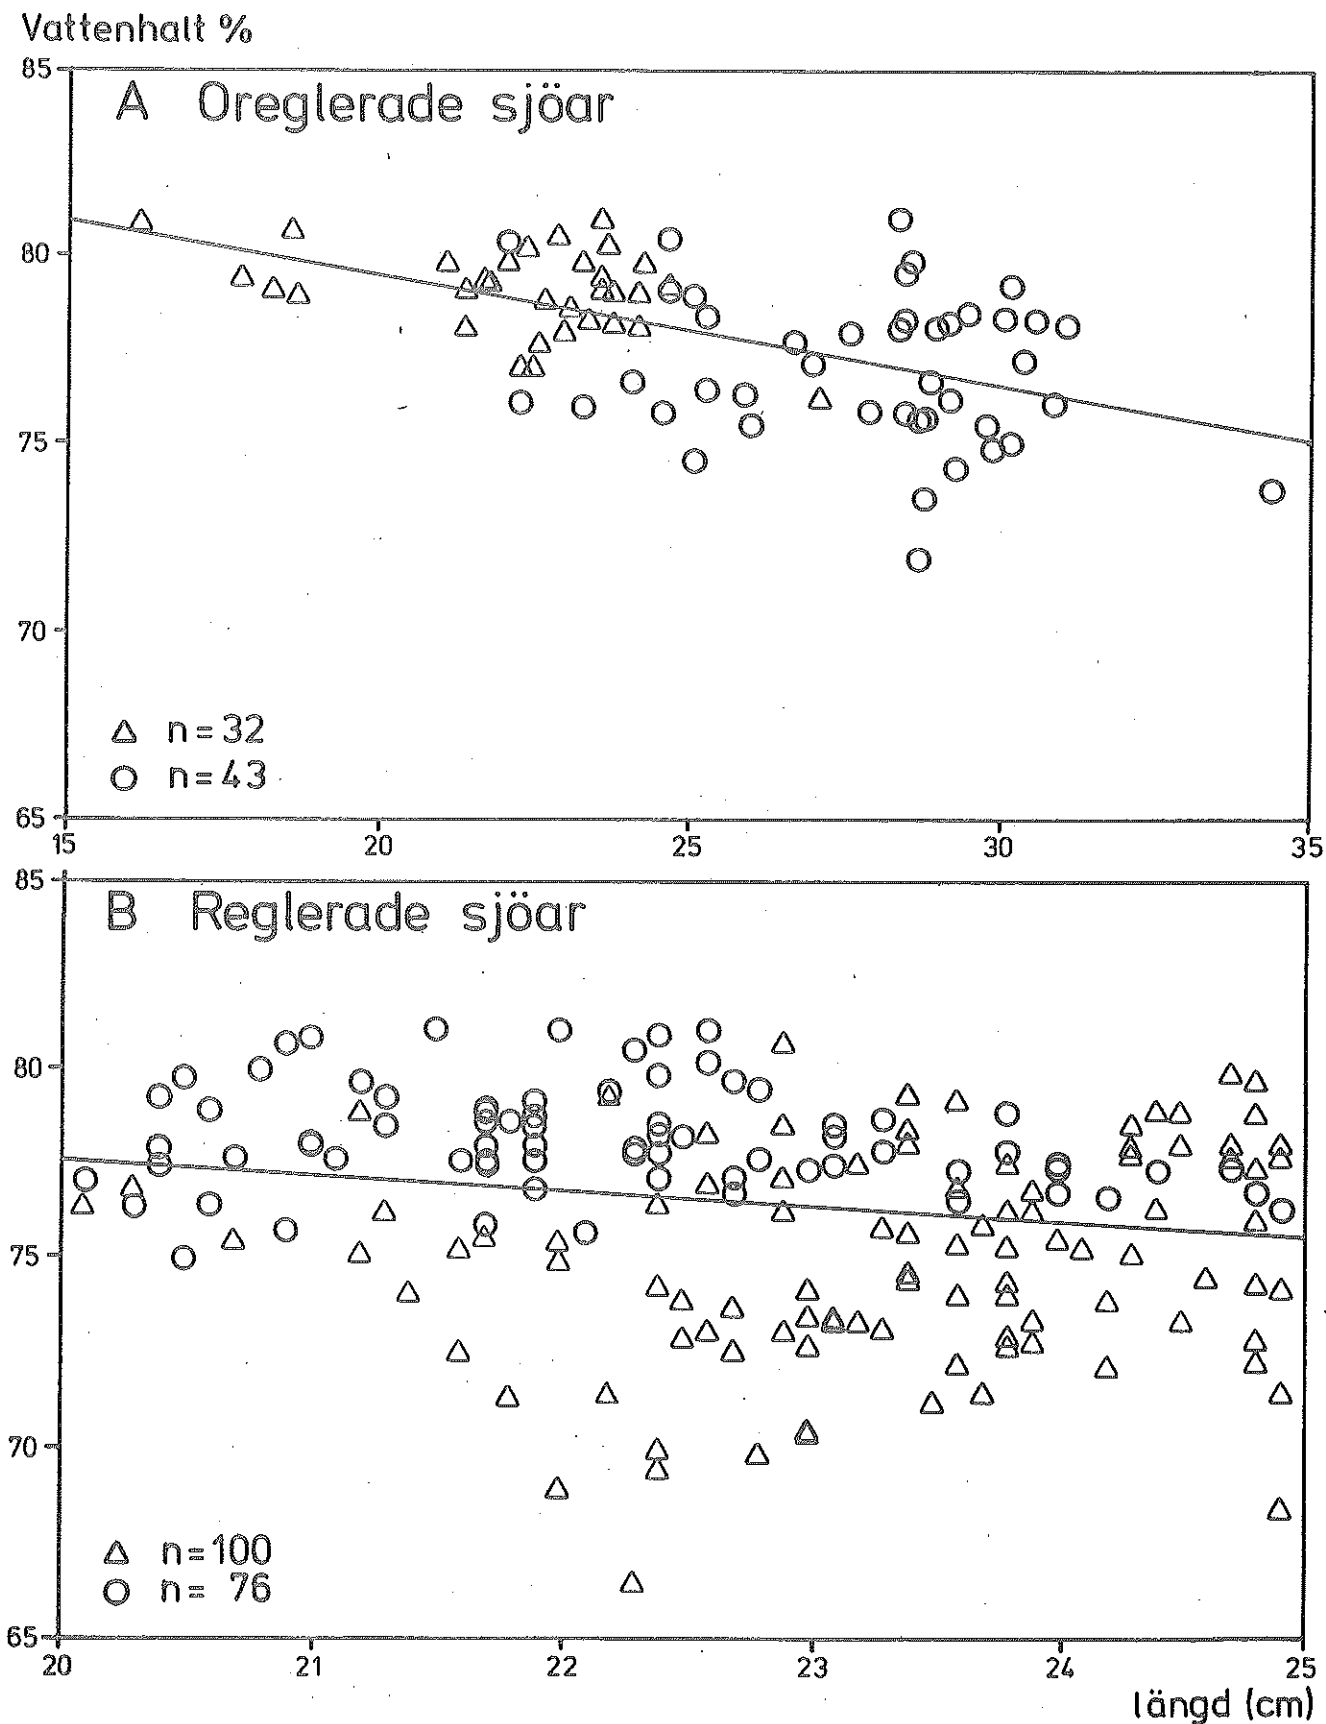 Vattenhalt %
85
A Oreglerade sjöar
80
75
70
△ n=32
○ n=43
65
15 20 25 30 35
85
B Reglerade sjöar
80
75
70
△ n=100
○ n= 76
65
20 21 22 23 24 25
längd (cm)